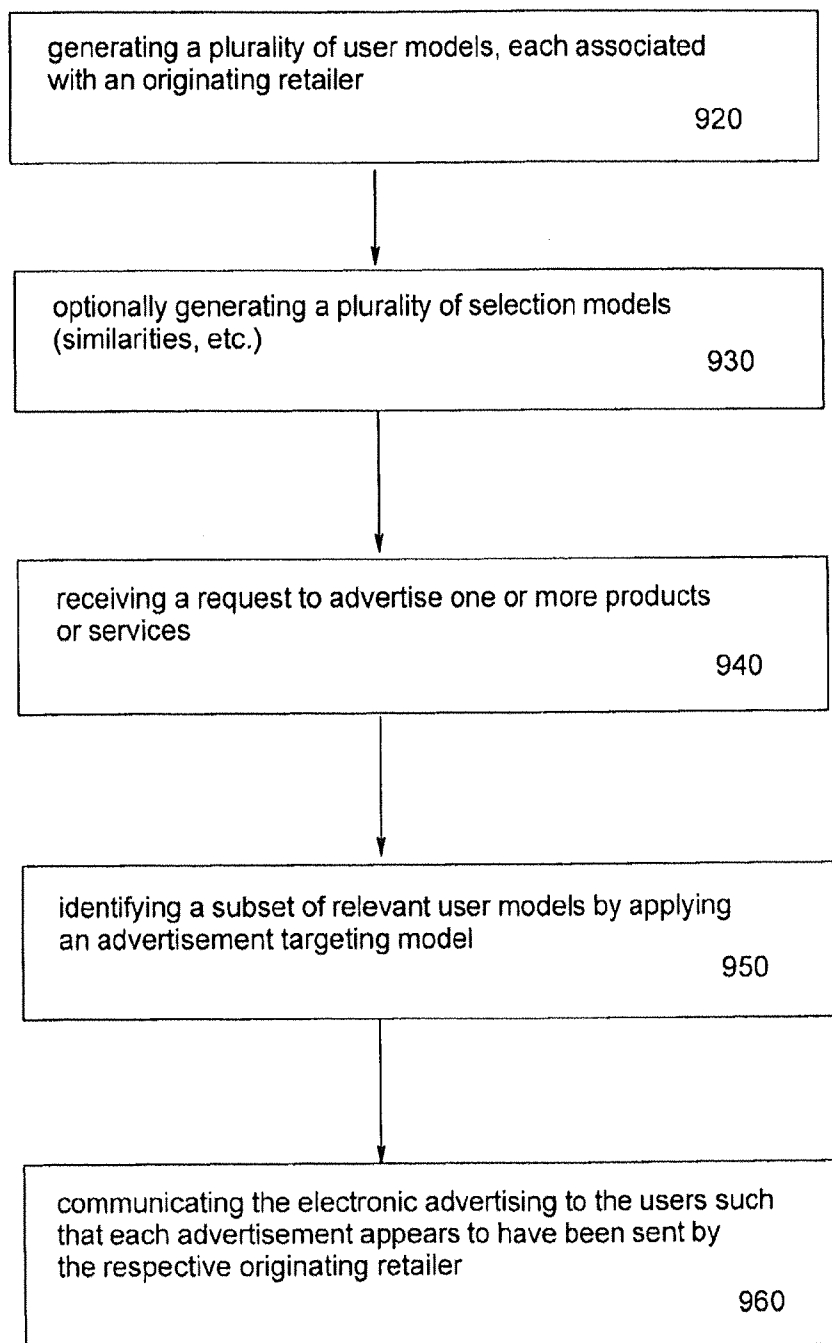 generating a plurality of user models, each associated
with an originating retailer
920
optionally generating a plurality of selection models
(similarities, etc.)
930
receiving a request to advertise one or more products
or services
940
identifying a subset of relevant user models by applying
an advertisement targeting model
950
communicating the electronic advertising to the users such
that each advertisement appears to have been sent by
the respective originating retailer
960